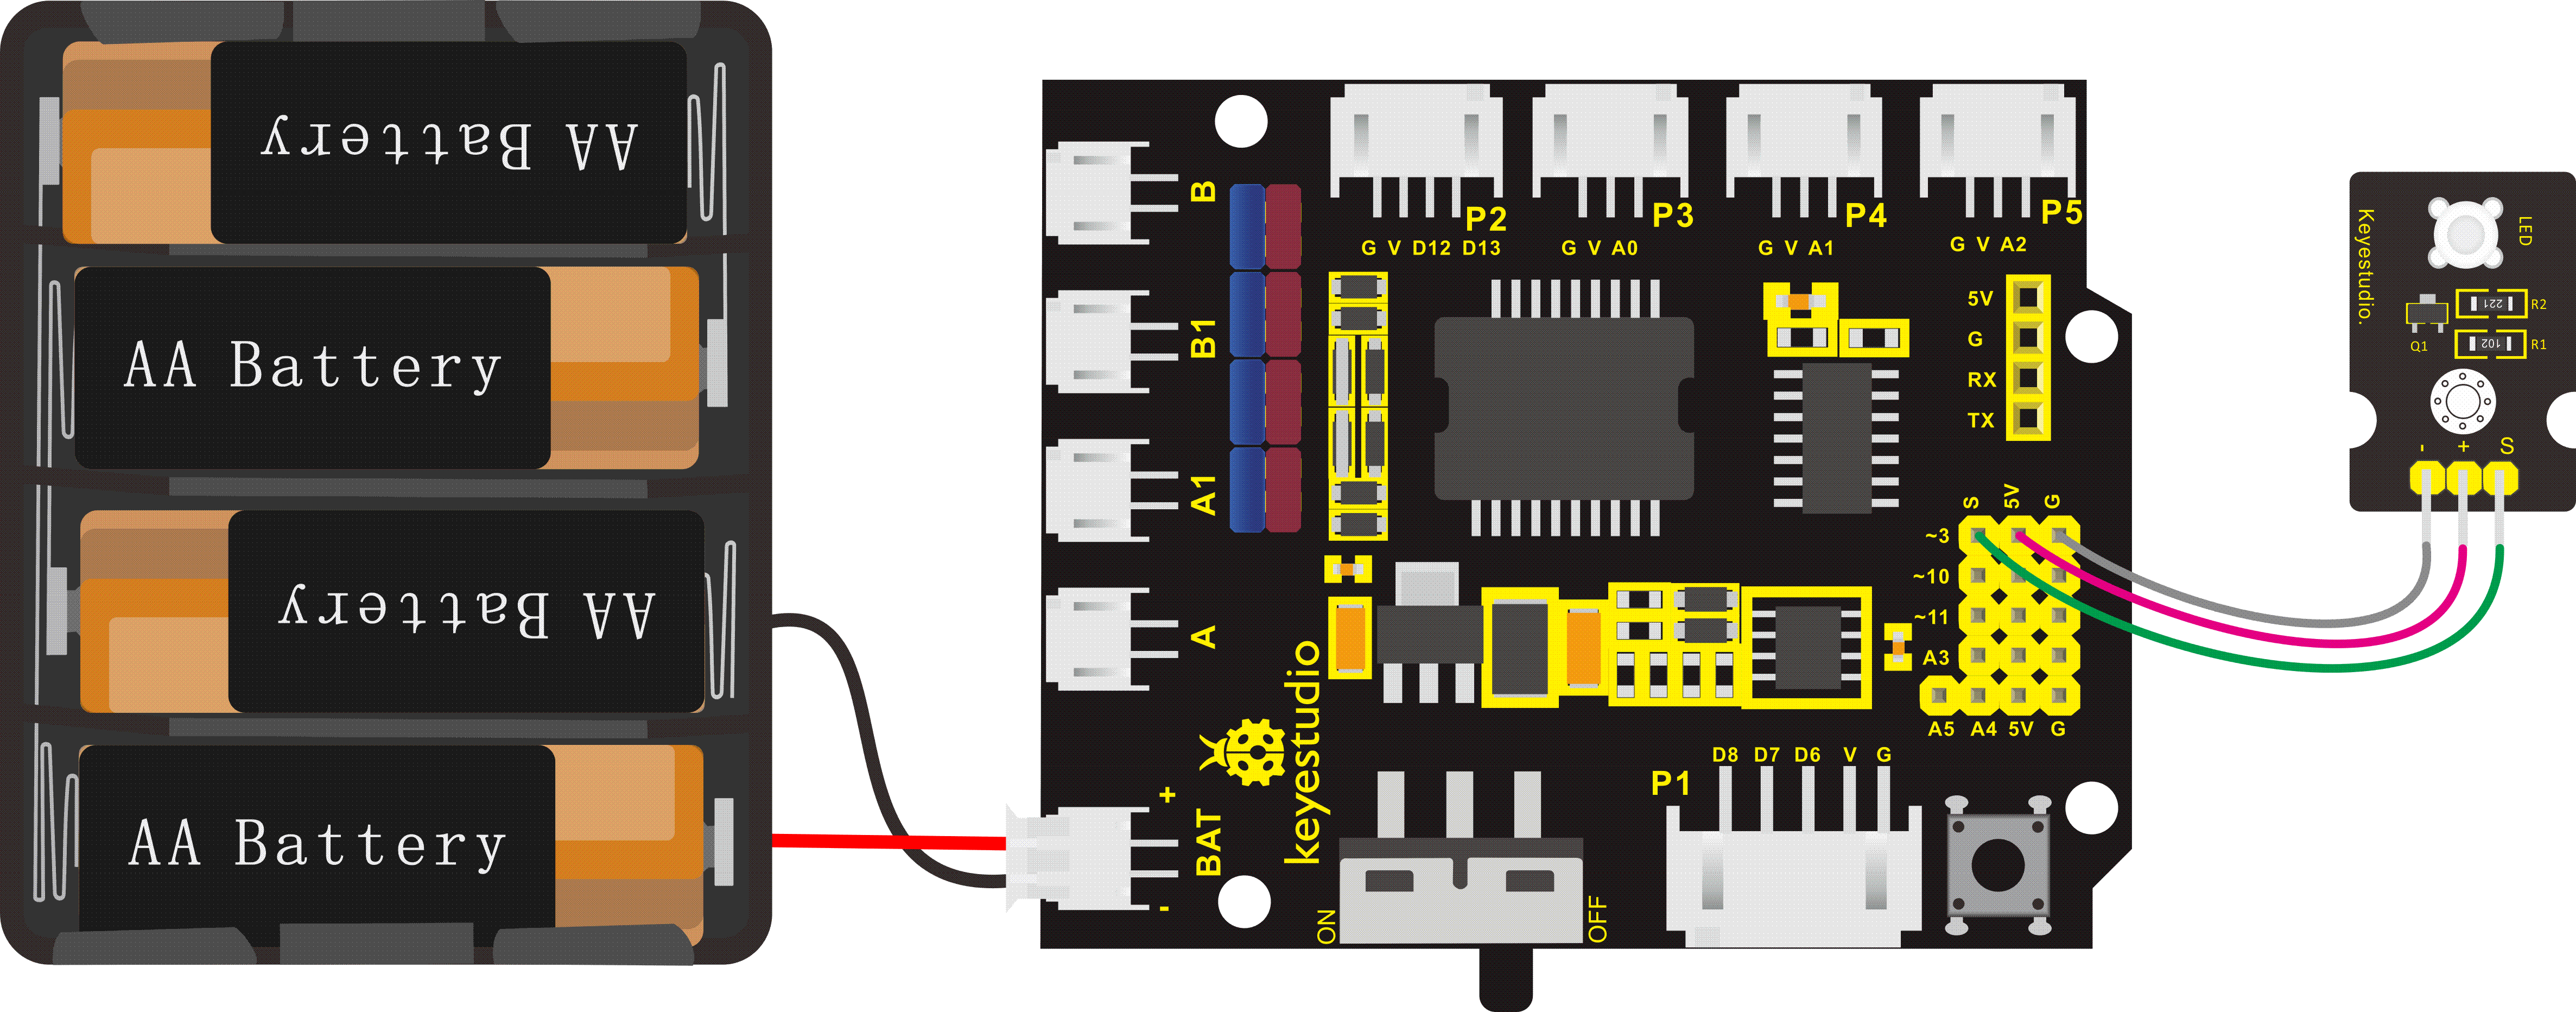 AA Battery
AA Battery
AA Battery
AA Battery
B
B1
A1
A
BAT
+
-
keyestudio
P2
G V D12 D13
P3
G V A0
P4
G V A1
P5
G V A2
5V
G
RX
TX
S 5V G
~3
~10
~11
A3
A5 A4 5V G
P1
D8 D7 D6 V G
ON
OFF
Keyestudio.
LED
221
R2
102
R1
Q1
- + S